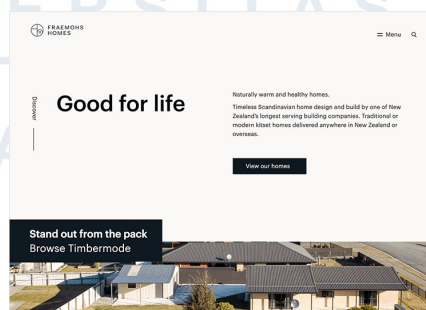 FRAEMOHS
HOMES
Menu
Discover
Good for life
Naturally warm and healthy homes.
Timeless Scandinavian home design and build by one of New
Zealand's longest serving building companies. Traditional or
modern kitset homes delivered anywhere in New Zealand or
overseas.
View our homes
Stand out from the pack
Browse Timbermode